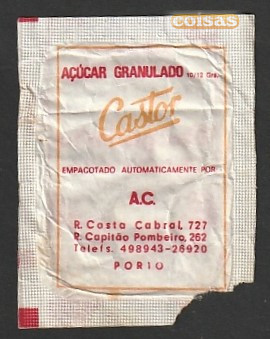 coisas
AÇÚCAR GRANULADO 10/12 Grs.
Castor
EMPACOTADO AUTOMATICAMENTE POR
A.C.
R. Costa Cabral, 727
R. Capitão Pombeiro, 262
Telefs. 498943-26920
PORTO